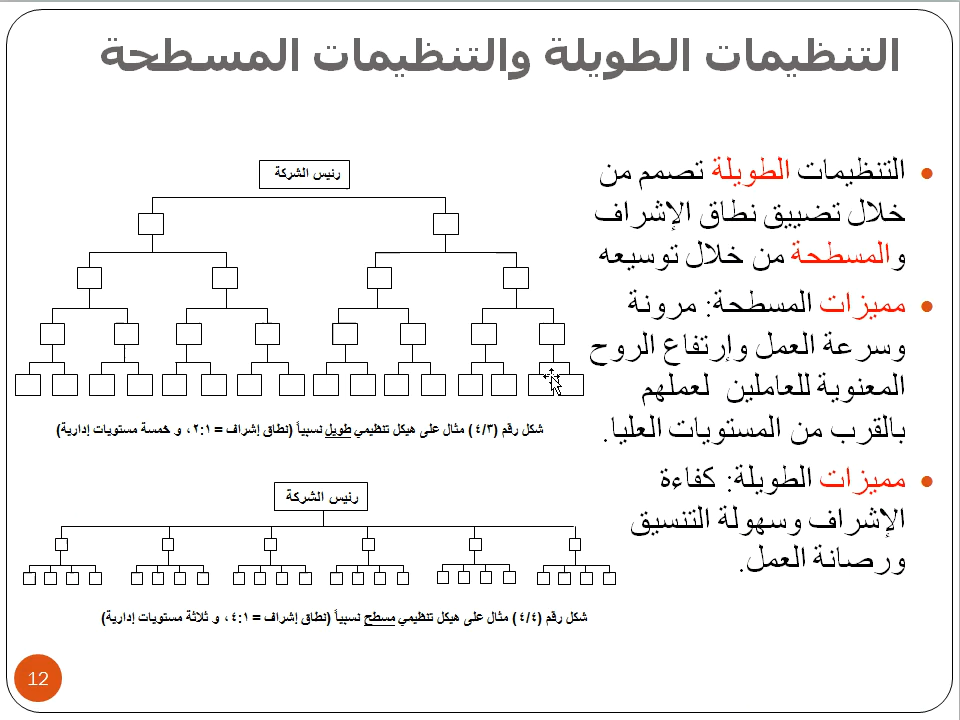 التنظيمات الطويلة والتنظيمات المسطحة
التنظيمات الطويلة تصمم من
خلال تضييق نطاق الإشراف
والمسطحة من خلال توسيعه
مميزات المسطحة: مرونة
وسرعة العمل وإرتفاع الروح
المعنوية للعاملين لعملهم
بالقرب من المستويات العليا.
مميزات الطويلة: كفاءة
الإشراف وسهولة التنسيق
ورصانة العمل.
رئيس الشركة
شكل رقم (٤/٣) مثال على هيكل تنظيمي طويل نسبياً (نطاق إشراف = ٢:١ ، و خمسة مستويات إدارية)
رئيس الشركة
شكل رقم (٤/٤) مثال على هيكل تنظيمي مسطح نسبياً (نطاق إشراف = ٤:١ ، و ثلاثة مستويات إدارية)
12